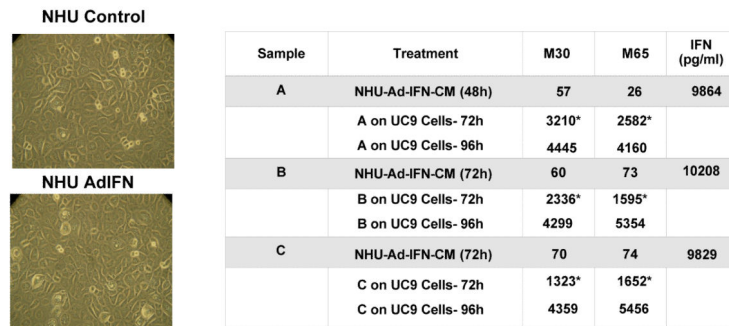 NHU Control
NHU AdIFN
Sample Treatment M30 M65 IFN (pg/ml)
A NHU-Ad-IFN-CM (48h) 57 26 9864
A on UC9 Cells- 72h 3210* 2582*
A on UC9 Cells- 96h 4445 4160
B NHU-Ad-IFN-CM (72h) 60 73 10208
B on UC9 Cells- 72h 2336* 1595*
B on UC9 Cells- 96h 4299 5354
C NHU-Ad-IFN-CM (72h) 70 74 9829
C on UC9 Cells- 72h 1323* 1652*
C on UC9 Cells- 96h 4359 5456